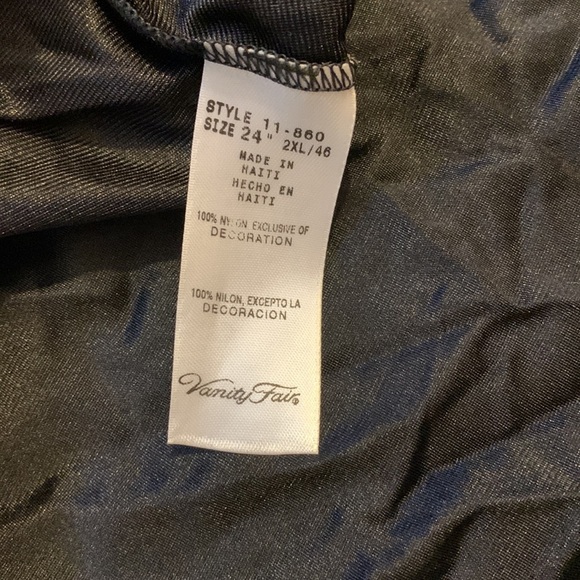 STYLE 11-860
SIZE 24" 2XL/46
MADE IN
HAITI
HECHO EN
HAITI
100% NYLON EXCLUSIVE OF
DECORATION
100% NILON, EXCEPTO LA
DECORACION
Vanity Fair®